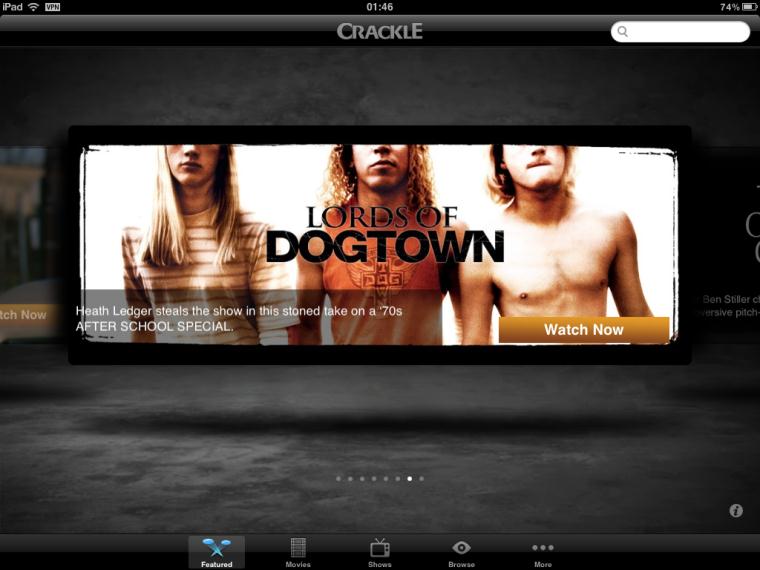 iPad VPN 01:46 74%
CRACKLE
LORDS OF
DOGTOWN
DOG
Heath Ledger steals the show in this stoned take on a '70s
AFTER SCHOOL SPECIAL.
Watch Now
tch Now
Ben Stiller c
versive pitch-
Featured
Movies
Shows
Browse
More